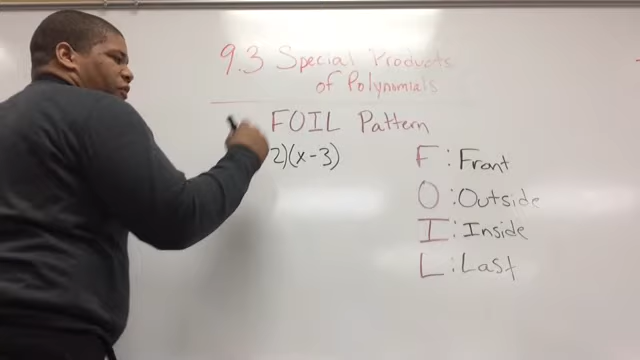 9.3 Special Products
of Polynomials
FOIL Pattern
2)(x-3)
F: Front
O: Outside
I: Inside
L: Last